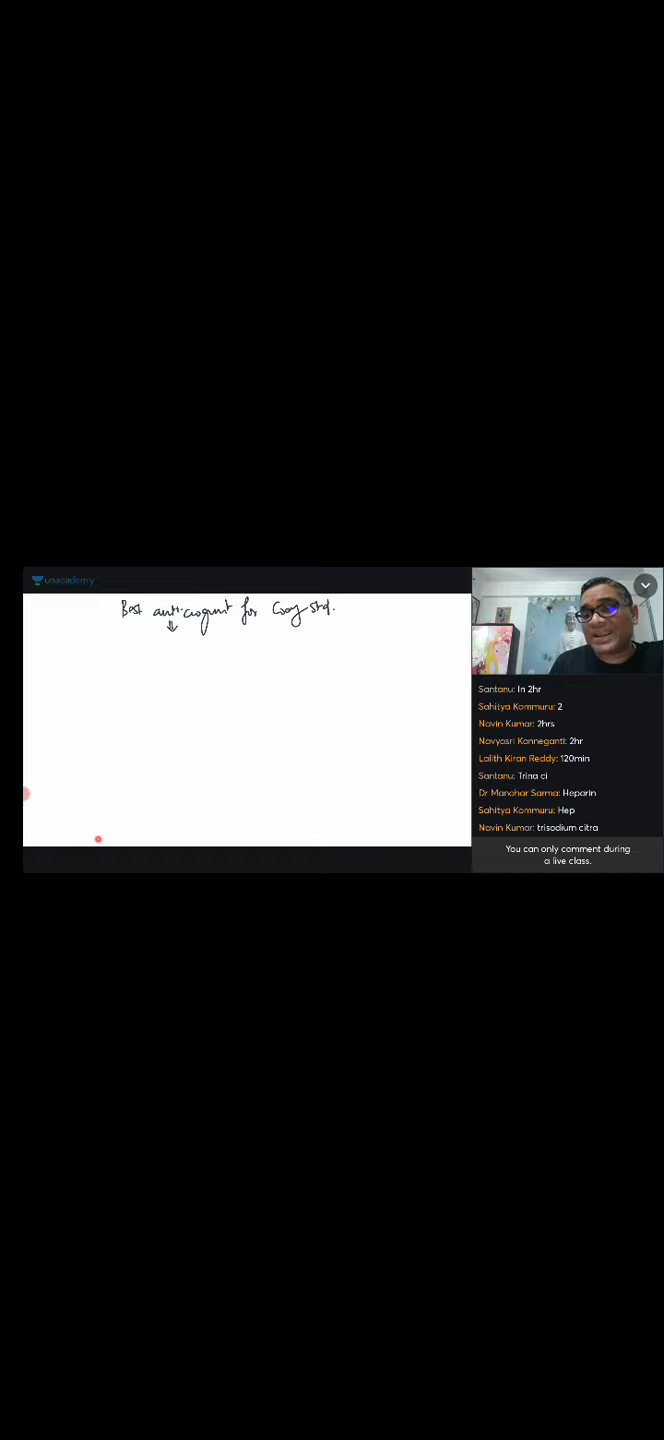 unacademy
Best anti-coagunt for Coag std.
Santanu: In 2hr
Sahitya Kommuru: 2
Navin Kumar: 2hrs
Navyasri Kanneganti: 2hr
Lalith Kiran Reddy: 120min
Santanu: Trina ci
Dr Manohar Sarma: Heparin
Sahitya Kommuru: Hep
Navin Kumar: trisodium citra
You can only comment during
a live class.